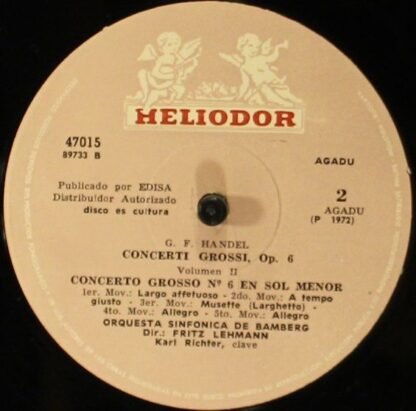 HELIODOR
47015
89733 B
AGADU
Publicado por EDISA
Distribuidor Autorizado
disco es cultura
2
AGADU
(P 1972)
G. F. HANDEL
CONCERTI GROSSI, Op. 6
Volumen II
CONCERTO GROSSO Nº 6 EN SOL MENOR
1er. Mov.: Largo affetuoso - 2do. Mov.: A tempo
giusto - 3er. Mov.: Musette (Larghetto) -
4to. Mov.: Allegro - 5to. Mov.: Allegro
ORQUESTA SINFONICA DE BAMBERG
Dir.: FRITZ LEHMANN
Karl Richter, clave